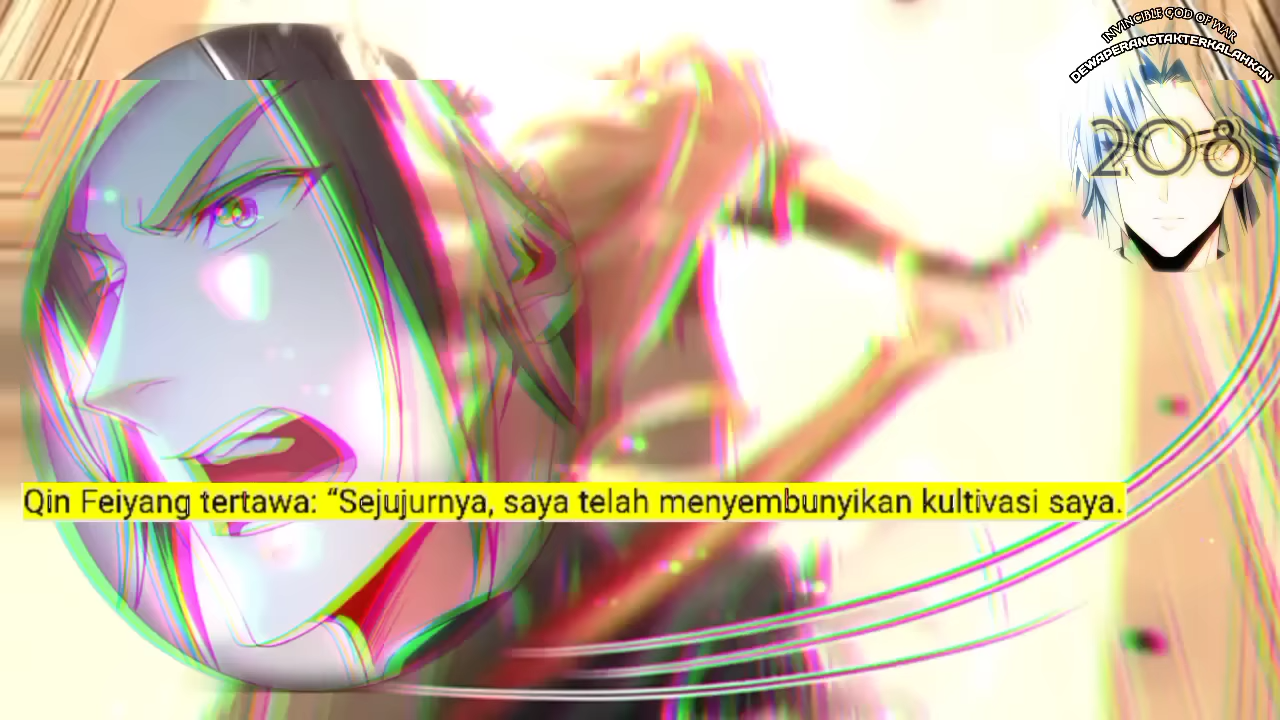 INVINCIBLE GOD OF WAR
DEWAPERANGTAKTERKALAHKAN
208
Qin Feiyang tertawa: “Sejujurnya, saya telah menyembunyikan kultivasi saya.